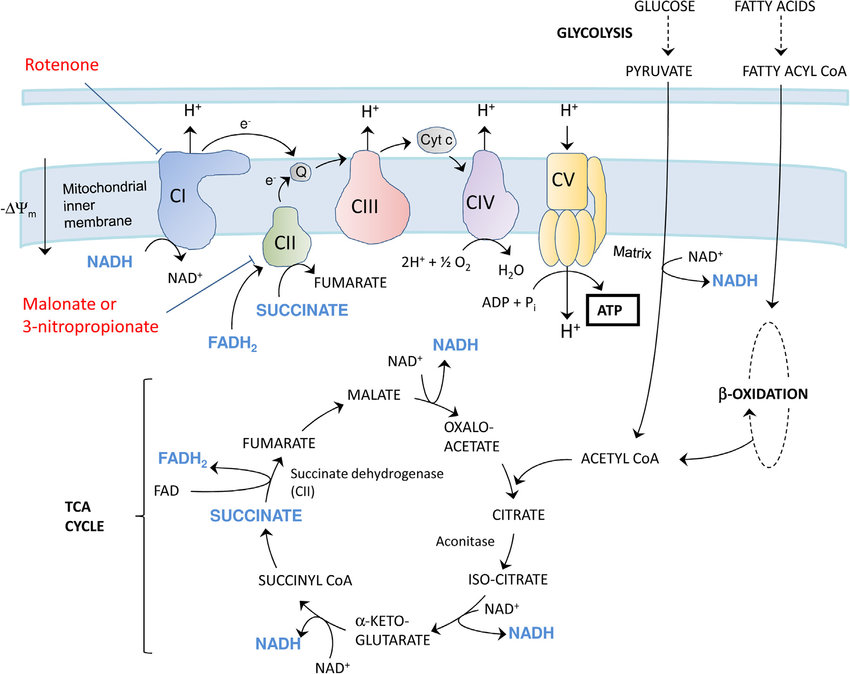 GLUCOSE
FATTY ACIDS
GLYCOLYSIS
PYRUVATE
FATTY ACYL CoA
Rotenone
H⁺
H⁺
H⁺
H⁺
e⁻
Cyt c
Q
e⁻
CI
CII
CIII
CIV
CV
-ΔΨₘ
Mitochondrial
inner
membrane
NADH
NAD⁺
FUMARATE
SUCCINATE
FADH₂
Malonate or
3-nitropropionate
2H⁺ + ½ O₂
H₂O
ADP + Pᵢ
ATP
H⁺
Matrix
NAD⁺
NADH
β-OXIDATION
ACETYL CoA
TCA
CYCLE
NAD⁺
NADH
MALATE
OXALO-
ACETATE
CITRATE
Aconitase
ISO-CITRATE
NAD⁺
NADH
α-KETO-
GLUTARATE
NADH
NAD⁺
SUCCINYL CoA
SUCCINATE
FADH₂
FAD
Succinate dehydrogenase
(CII)
FUMARATE